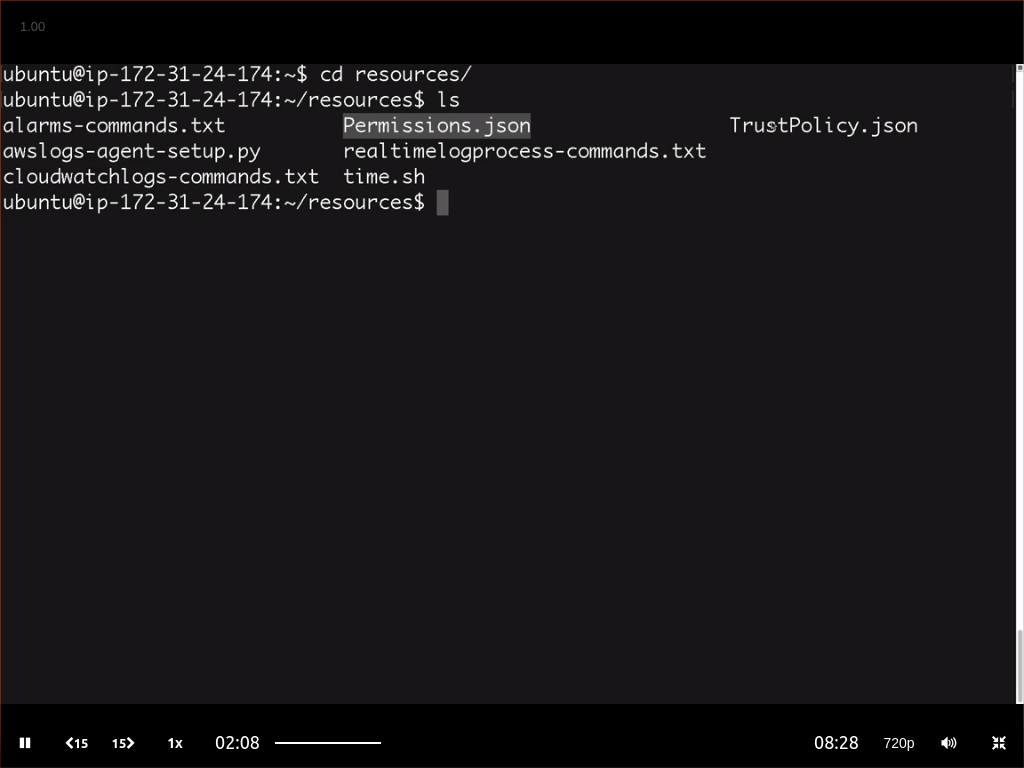 1.00
ubuntu@ip-172-31-24-174:~$ cd resources/
ubuntu@ip-172-31-24-174:~/resources$ ls
alarms-commands.txt Permissions.json TrustPolicy.json
awslogs-agent-setup.py realtimelogprocess-commands.txt
cloudwatchlogs-commands.txt time.sh
ubuntu@ip-172-31-24-174:~/resources$
15 15 1x 02:08 08:28 720p